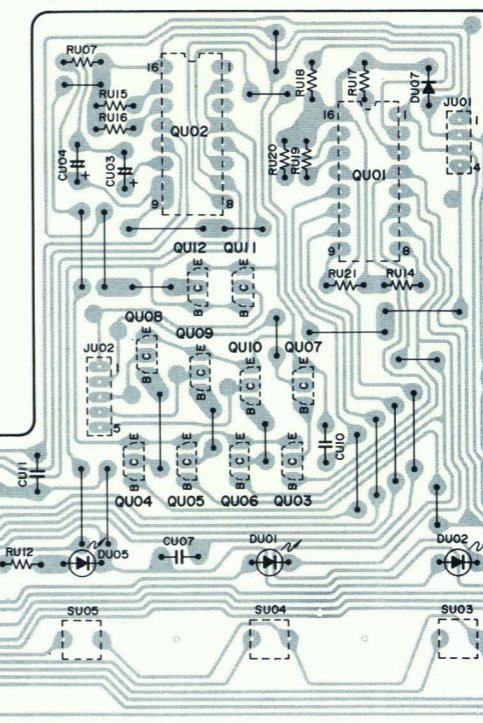 RU07
16 1
RU18
RU17
DU07
RU15
RU16
JU01
1
16 1
QU02
CU04
+
CU03
+
RU20
RU19
QU01
4
9 8
QU12 QU11
E E
C C
B B
9 8
RU21 RU14
QU08
QU09
E
C
B
E
C
B
QU10 QU07
E E
C C
B B
JU02
1
5
E E E E
C C C C
B B B B
CU10
CU11
QU04 QU05 QU06 QU03
RU12
DU05
CU07
DU01
DU02
SU05 SU04 SU03